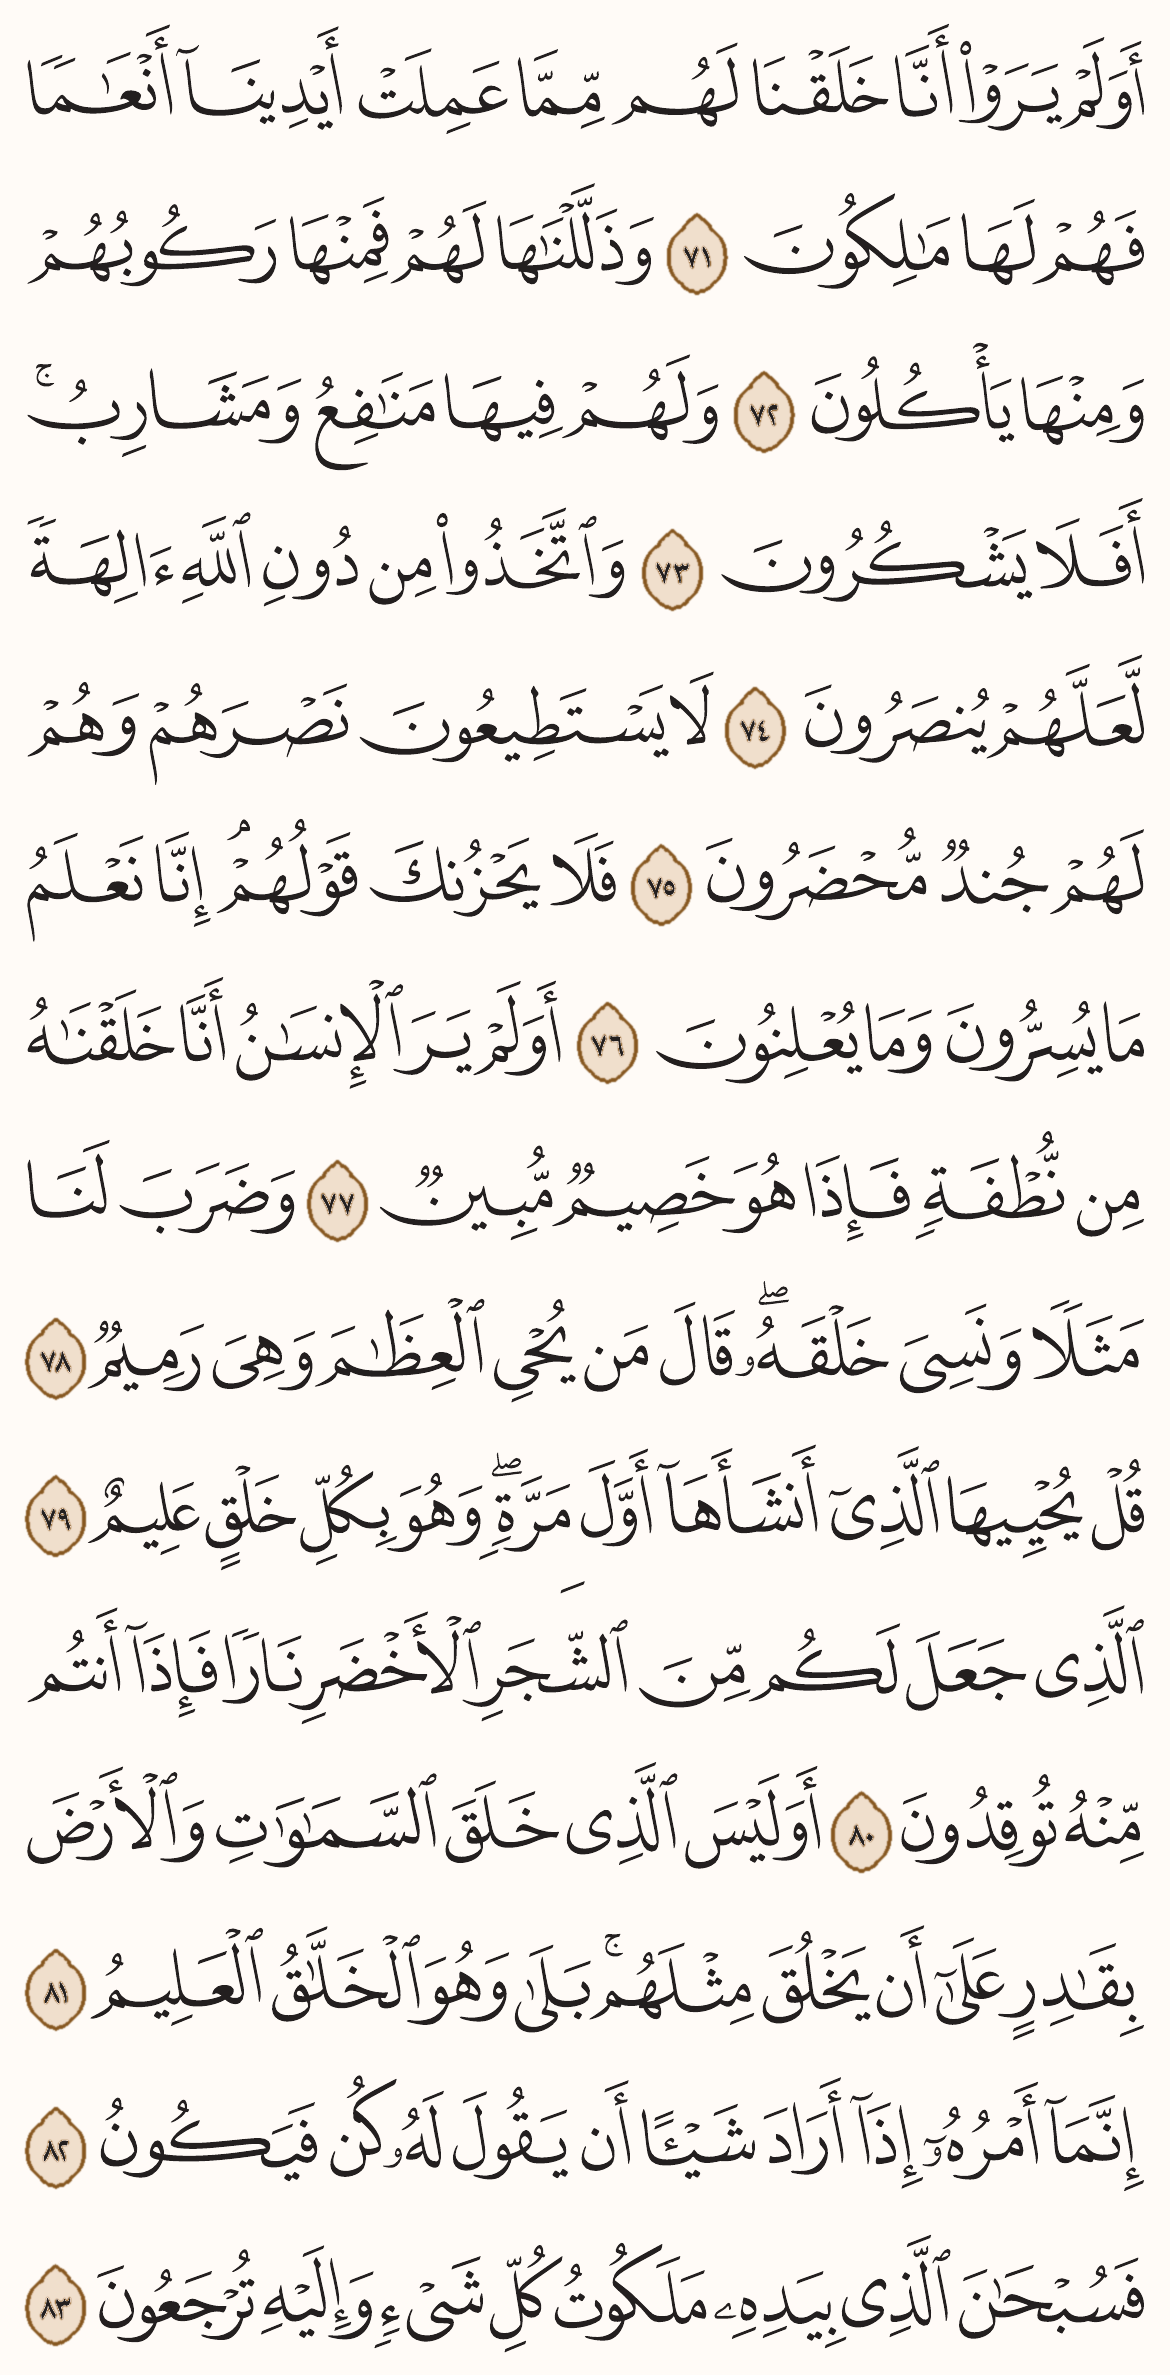 أَوَلَمْ يَرَوْا۟ أَنَّا خَلَقْنَا لَهُم مِّمَّا عَمِلَتْ أَيْدِينَآ أَنْعَـٰمًا
فَهُمْ لَهَا مَـٰلِكُونَ ٧١ وَذَلَّلْنَـٰهَا لَهُمْ فَمِنْهَا رَكُوبُهُمْ
وَمِنْهَا يَأْكُلُونَ ٧٢ وَلَهُمْ فِيهَا مَنَـٰفِعُ وَمَشَارِبُ ۚ
أَفَلَا يَشْكُرُونَ ٧٣ وَٱتَّخَذُوا۟ مِن دُونِ ٱللَّهِ ءَالِهَةً
لَّعَلَّهُمْ يُنصَرُونَ ٧٤ لَا يَسْتَطِيعُونَ نَصْرَهُمْ وَهُمْ
لَهُمْ جُندٌ مُّحْضَرُونَ ٧٥ فَلَا يَحْزُنكَ قَوْلُهُمْ ۘ إِنَّا نَعْلَمُ
مَا يُسِرُّونَ وَمَا يُعْلِنُونَ ٧٦ أَوَلَمْ يَرَ ٱلْإِنسَـٰنُ أَنَّا خَلَقْنَـٰهُ
مِن نُّطْفَةٍ فَإِذَا هُوَ خَصِيمٌ مُّبِينٌ ٧٧ وَضَرَبَ لَنَا
مَثَلًا وَنَسِىَ خَلْقَهُۥ ۖ قَالَ مَن يُحْىِ ٱلْعِظَـٰمَ وَهِىَ رَمِيمٌ ٧٨
قُلْ يُحْيِيهَا ٱلَّذِىٓ أَنشَأَهَآ أَوَّلَ مَرَّةٍ ۖ وَهُوَ بِكُلِّ خَلْقٍ عَلِيمٌ ٧٩
ٱلَّذِى جَعَلَ لَكُم مِّنَ ٱلشَّجَرِ ٱلْأَخْضَرِ نَارًا فَإِذَآ أَنتُم
مِّنْهُ تُوقِدُونَ ٨٠ أَوَلَيْسَ ٱلَّذِى خَلَقَ ٱلسَّمَـٰوَٰتِ وَٱلْأَرْضَ
بِقَـٰدِرٍ عَلَىٰٓ أَن يَخْلُقَ مِثْلَهُم ۚ بَلَىٰ وَهُوَ ٱلْخَلَّـٰقُ ٱلْعَلِيمُ ٨١
إِنَّمَآ أَمْرُهُۥٓ إِذَآ أَرَادَ شَيْـًٔا أَن يَقُولَ لَهُۥ كُن فَيَكُونُ ٨٢
فَسُبْحَـٰنَ ٱلَّذِى بِيَدِهِۦ مَلَكُوتُ كُلِّ شَىْءٍ وَإِلَيْهِ تُرْجَعُونَ ٨٣